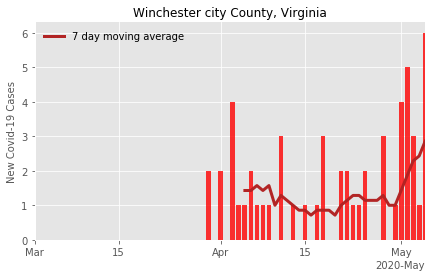 Winchester city County, Virginia
7 day moving average
New Covid-19 Cases
6
5
4
3
2
1
0
Mar 15 Apr 15 May
2020-May